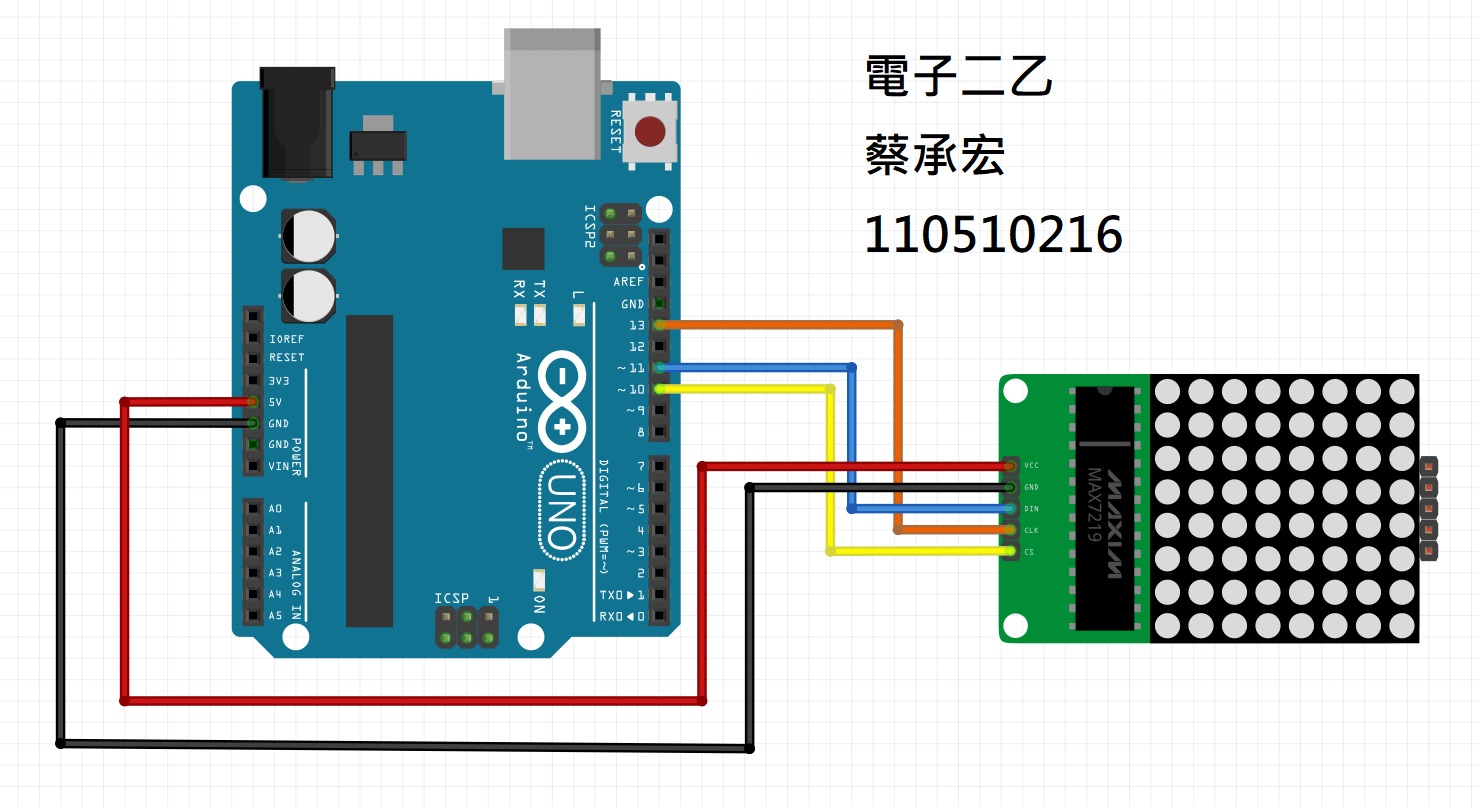 電子二乙
蔡承宏
110510216
RESET
ICSP2
AREF
GND
13
12
~11
~10
~9
8
7
~6
~5
4
~3
2
TX0▶1
RX0◀0
RX
TX
L
Arduino™
UNO
DIGITAL (PWM=~)
IOREF
RESET
3V3
5V
GND
GND
VIN
POWER
A0
A1
A2
A3
A4
A5
ANALOG IN
ICSP
1
ON
VCC
GND
DIN
CLK
CS
MAXIM
MAX7219